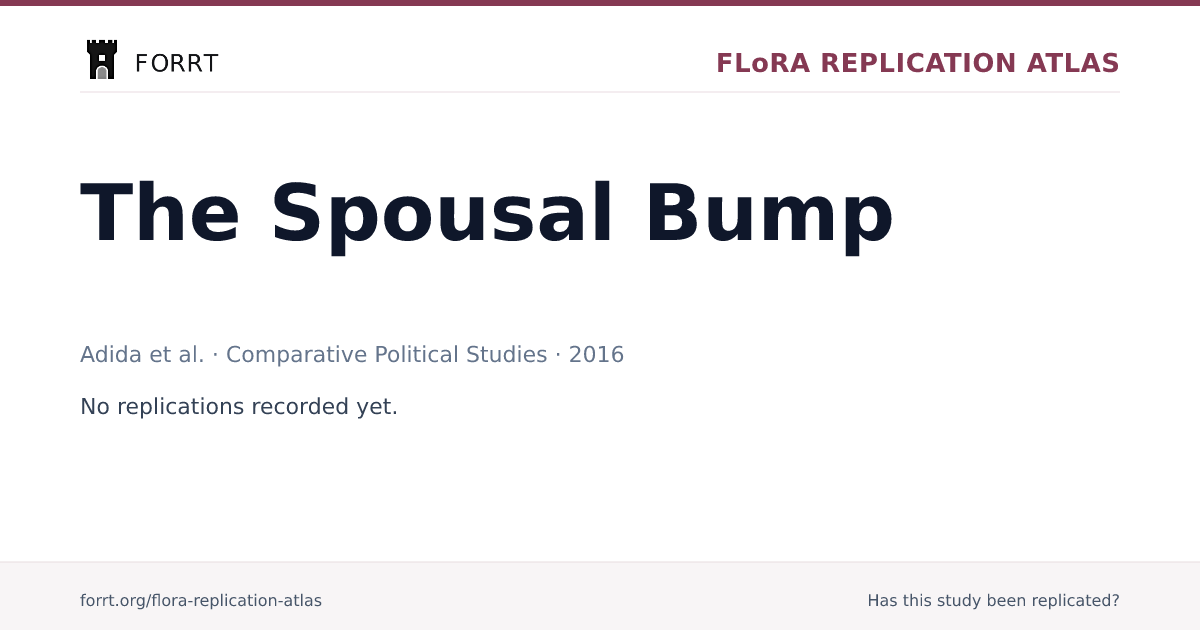 FORRT
FLoRA REPLICATION ATLAS
The Spousal Bump
Adida et al. · Comparative Political Studies · 2016
No replications recorded yet.
forrt.org/flora-replication-atlas
Has this study been replicated?